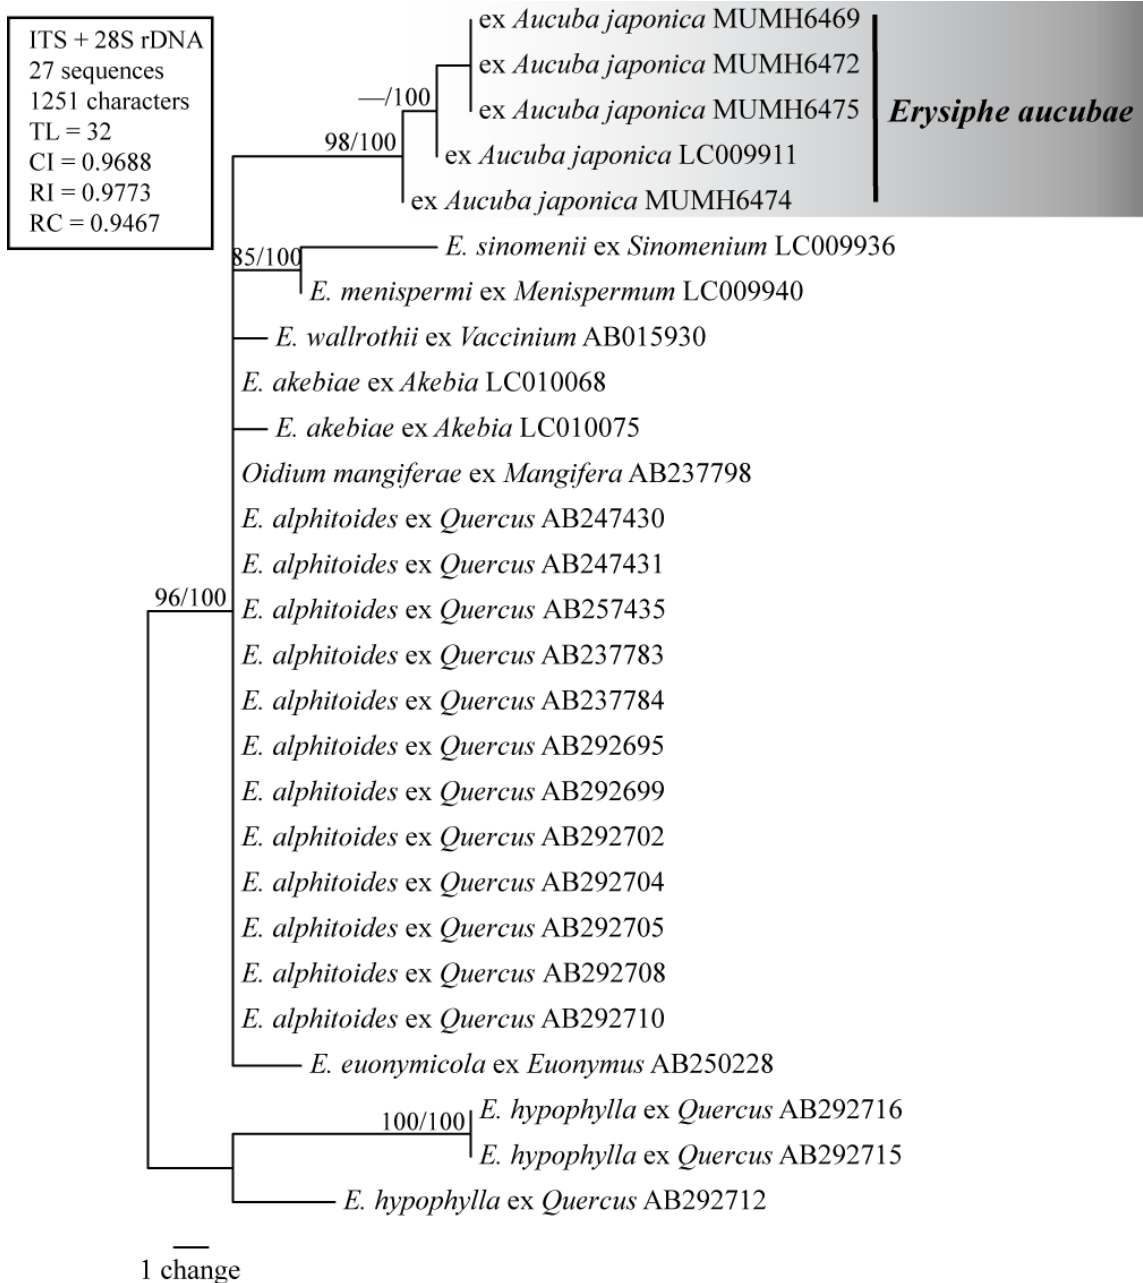 ITS + 28S rDNA
27 sequences
1251 characters
TL = 32
CI = 0.9688
RI = 0.9773
RC = 0.9467
ex Aucuba japonica MUMH6469
ex Aucuba japonica MUMH6472
—/100
ex Aucuba japonica MUMH6475
Erysiphe aucubae
98/100
ex Aucuba japonica LC009911
ex Aucuba japonica MUMH6474
E. sinomenii ex Sinomenium LC009936
85/100
E. menispermi ex Menispermum LC009940
E. wallrothii ex Vaccinium AB015930
E. akebiae ex Akebia LC010068
E. akebiae ex Akebia LC010075
Oidium mangiferae ex Mangifera AB237798
E. alphitoides ex Quercus AB247430
E. alphitoides ex Quercus AB247431
96/100
E. alphitoides ex Quercus AB257435
E. alphitoides ex Quercus AB237783
E. alphitoides ex Quercus AB237784
E. alphitoides ex Quercus AB292695
E. alphitoides ex Quercus AB292699
E. alphitoides ex Quercus AB292702
E. alphitoides ex Quercus AB292704
E. alphitoides ex Quercus AB292705
E. alphitoides ex Quercus AB292708
E. alphitoides ex Quercus AB292710
E. euonymicola ex Euonymus AB250228
E. hypophylla ex Quercus AB292716
100/100
E. hypophylla ex Quercus AB292715
E. hypophylla ex Quercus AB292712
1 change